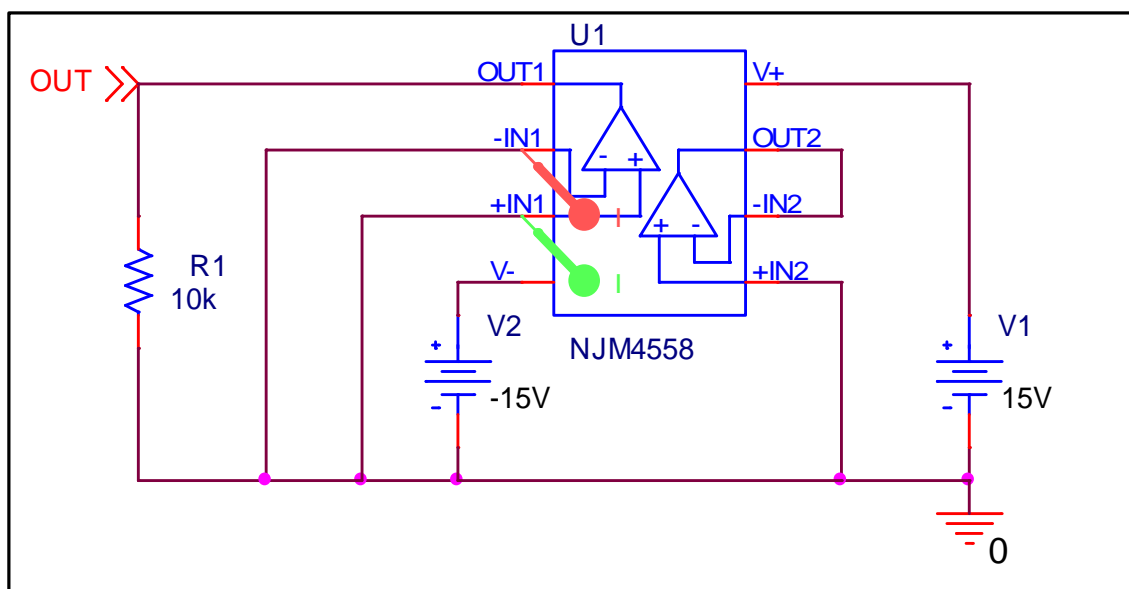 U1
OUT
OUT1
V+
-IN1
OUT2
- +
+IN1
-IN2
+ -
I
R1
10k
V-
+IN2
I
V2
V1
+
-15V
-
NJM4558
+
15V
-
0